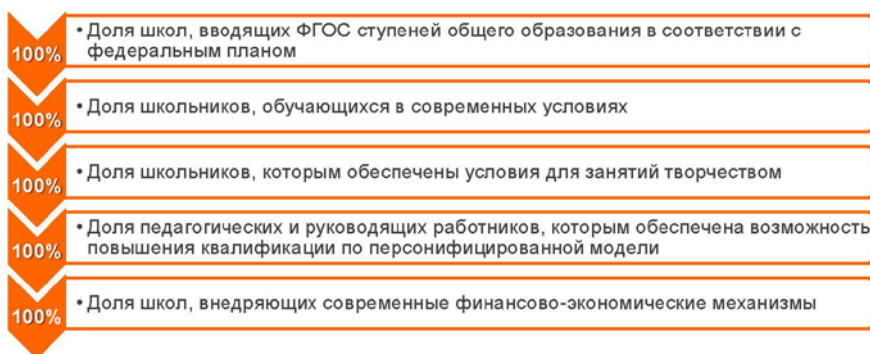 100%
• Доля школ, вводящих ФГОС ступеней общего образования в соответствии с
федеральным планом
100%
• Доля школьников, обучающихся в современных условиях
100%
• Доля школьников, которым обеспечены условия для занятий творчеством
100%
• Доля педагогических и руководящих работников, которым обеспечена возможность
повышения квалификации по персонифицированной модели
100%
• Доля школ, внедряющих современные финансово-экономические механизмы